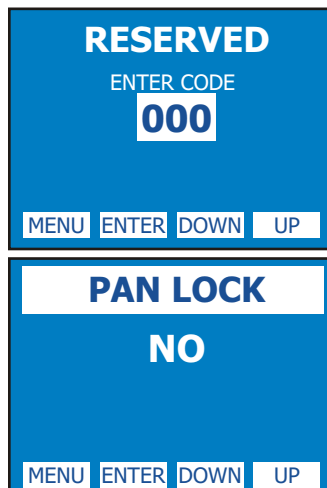 RESERVED
ENTER CODE
000
MENU ENTER DOWN UP
PAN LOCK
NO
MENU ENTER DOWN UP